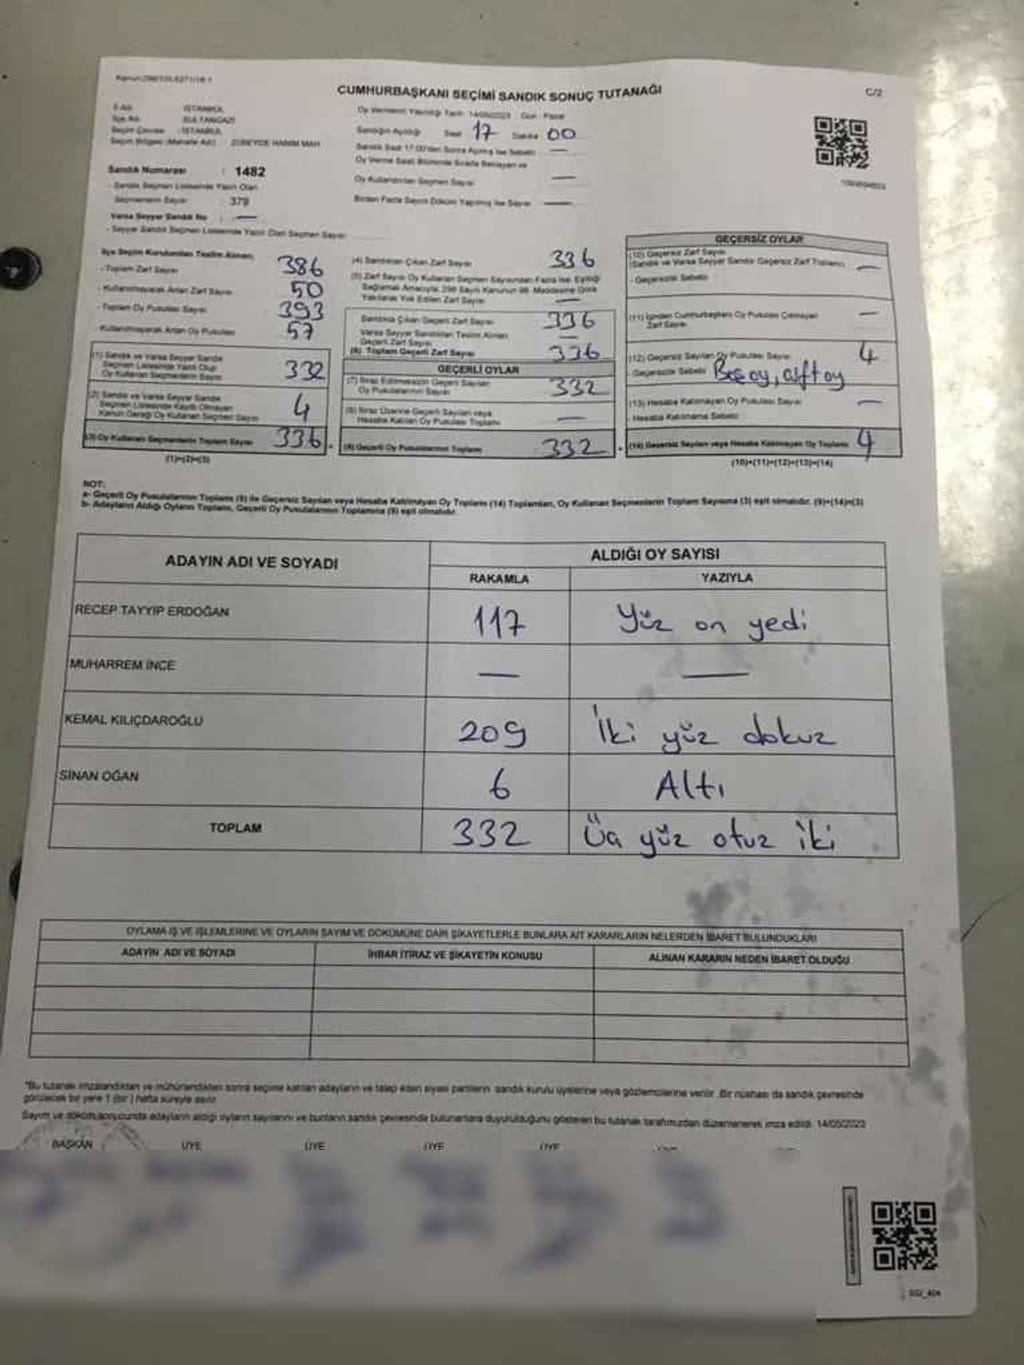 CUMHURBAŞKANI SEÇİMİ SANDIK SONUÇ TUTANAĞI
C/2
İl Adı : İSTANBUL
İlçe Adı : SULTANGAZİ
Seçim Çevresi : İSTANBUL
Seçim Bölgesi (Mahalle Adı) : ZÜBEYDE HANIM MAH
Oy Vermenin Yapıldığı Tarih 14/05/2023 Gün Pazar
Sandığın Açıldığı Saat 17 Dakika 00
Sandık Saat 17.00'den Sonra Açılmış İse Sebebi —
Oy Verme Saati Bitiminde Sırada Bekleyen ve
Oy Kullandırılan Seçmen Sayısı —
Birden Fazla Sayım Döküm Yapılmış İse Sayısı —
Sandık Numarası : 1482
- Sandık Seçmen Listesinde Yazılı Olan
Seçmenlerin Sayısı : 379
Varsa Seyyar Sandık No : —
- Seyyar Sandık Seçmen Listesinde Yazılı Olan Seçmen Sayısı
İlçe Seçim Kurulundan Teslim Alınan;
- Toplam Zarf Sayısı 386
- Kullanılmayarak Artan Zarf Sayısı 50
- Toplam Oy Pusulası Sayısı 393
- Kullanılmayarak Artan Oy Pusulası 57
(1) Sandık ve Varsa Seyyar Sandık
Seçmen Listesinde Yazılı Olup
Oy Kullanan Seçmenlerin Sayısı 332
(2) Sandık ve Varsa Seyyar Sandık
Seçmen Listesinde Kayıtlı Olmayan
Kanun Gereği Oy Kullanan Seçmen Sayısı 4
(3) Oy Kullanan Seçmenlerin Toplam Sayısı 336
(1)+(2)=(3)
(4) Sandıktan Çıkan Zarf Sayısı 336
(5) Zarf Sayısı Oy Kullanan Seçmen Sayısından Fazla İse, Eşitliği
Sağlamak Amacıyla, 298 Sayılı Kanunun 98. Maddesine Göre
Yakılarak Yok Edilen Zarf Sayısı —
Sandıkta Çıkan Geçerli Zarf Sayısı 336
Varsa Seyyar Sandıktan Teslim Alınan
Geçerli Zarf Sayısı —
(6) Toplam Geçerli Zarf Sayısı 336
GEÇERLİ OYLAR
(7) İtiraz Edilmeksizin Geçerli Sayılan
Oy Pusulalarının Sayısı 332
(8) İtiraz Üzerine Geçerli Sayılan veya
Hesaba Katılan Oy Pusulası Toplamı —
(9) Geçerli Oy Pusulalarının Toplamı 332
GEÇERSİZ OYLAR
(10) Geçersiz Zarf Sayısı
(Sandık ve Varsa Seyyar Sandık Geçersiz Zarf Toplamı) —
- Geçersizlik Sebebi
(11) İçinden Cumhurbaşkanı Oy Pusulası Çıkmayan
Zarf Sayısı —
(12) Geçersiz Sayılan Oy Pusulası Sayısı 4
- Geçersizlik Sebebi
(13) Hesaba Katılmayan Oy Pusulası Sayısı —
- Hesaba Katılmama Sebebi
(14) Geçersiz Sayılan veya Hesaba Katılmayan Oy Toplamı 4
(10)+(11)+(12)+(13)=(14)
NOT:
a- Geçerli Oy Pusulalarının Toplamı (9) ile Geçersiz Sayılan veya Hesaba Katılmayan Oy Toplamı (14) Toplamları, Oy Kullanan Seçmenlerin Toplam Sayısına (3) eşit olmalıdır. (9)+(14)=(3)
b- Adayların Aldığı Oyların Toplamı, Geçerli Oy Pusulalarının Toplamına (9) eşit olmalıdır.
ADAYIN ADI VE SOYADI
ALDIĞI OY SAYISI
RAKAMLA YAZIYLA
RECEP TAYYİP ERDOĞAN 117 Yüz on yedi
MUHARREM İNCE — —
KEMAL KILIÇDAROĞLU 209 İki yüz dokuz
SİNAN OĞAN 6 Altı
TOPLAM 332 Üç yüz otuz iki
OYLAMA İŞ VE İŞLEMLERİNE VE OYLARIN SAYIM VE DÖKÜMÜNE DAİR ŞİKAYETLERLE BUNLARA AİT KARARLARIN NELERDEN İBARET BULUNDUKLARI
ADAYIN ADI VE SOYADI İHBAR İTİRAZ VE ŞİKAYETİN KONUSU ALINAN KARARIN NEDEN İBARET OLDUĞU
*Bu tutanak imzalandıktan ve mühürlendikten sonra seçime katılan adayların ve talep eden siyasi partilerin sandık kurulu üyelerine veya gözlemcilerine verilir. Bir nüshası da sandık çevresinde
görülecek bir yere 1 (bir) hafta süreyle asılır.
Sayım ve döküm sonucunda adayların aldığı oyların sayılarını ve bunların sandık çevresinde bulunanlara duyurulduğunu gösteren bu tutanak tarafımızdan düzenlenerek imza edildi. 14/05/2023
BAŞKAN ÜYE ÜYE ÜYE ÜYE